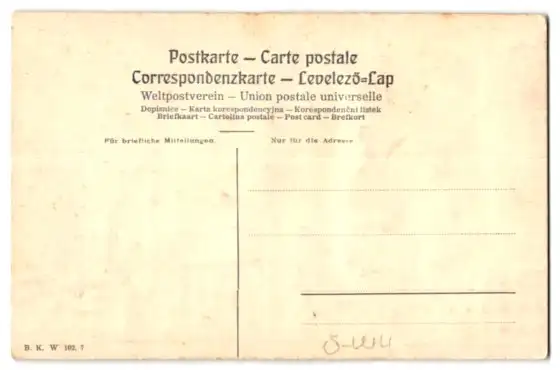 Postkarte — Carte postale
Correspondenzkarte — Levelező-Lap
Weltpostverein — Union postale universelle
Dopisnice — Karta korespondencyjna — Korespondenční lístek
Briefkaart — Cartolina postale — Post card — Brefkort
Für briefliche Mitteilungen.
Nur für die Adresse
B. K. W 162, 7